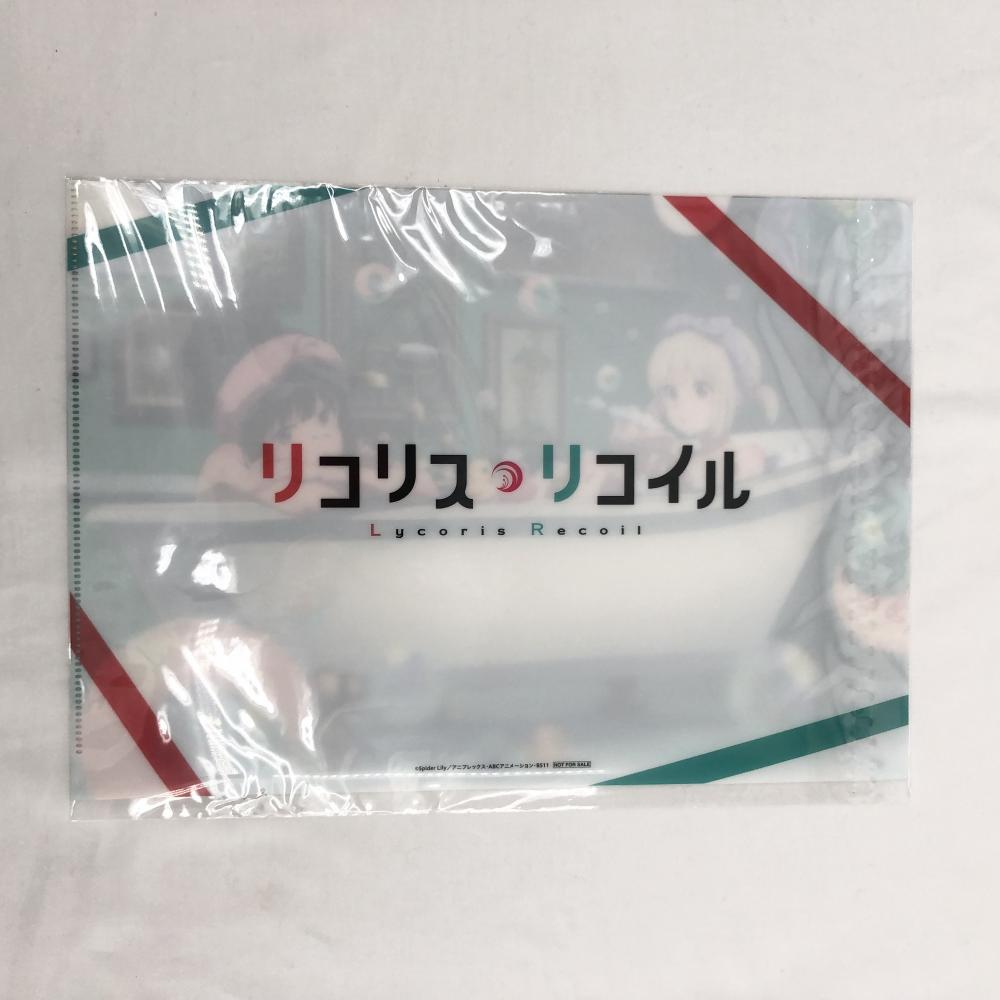 リコリス・リコイル
Lycoris Recoil
©Spider Lily／アニプレックス・ABCアニメーション・BS11 NOT FOR SALE